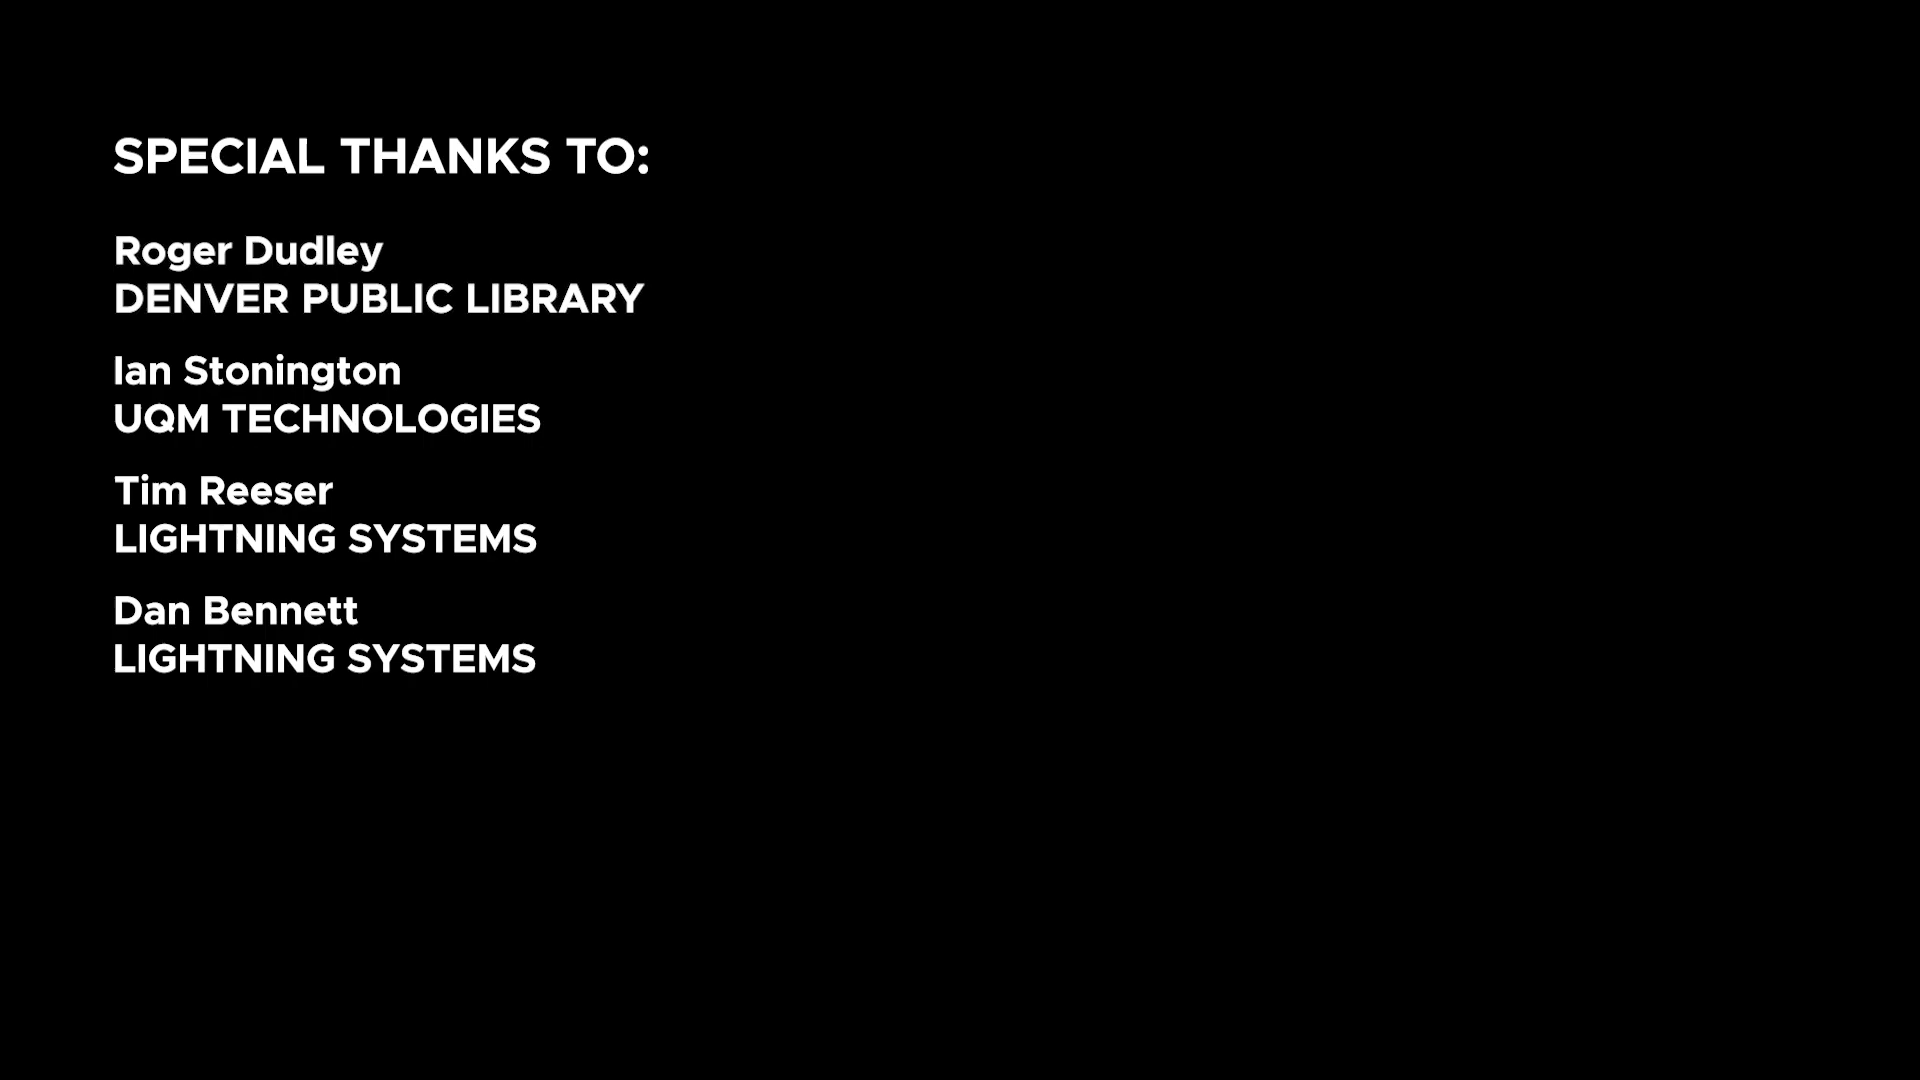 SPECIAL THANKS TO:
Roger Dudley
DENVER PUBLIC LIBRARY
Ian Stonington
UQM TECHNOLOGIES
Tim Reeser
LIGHTNING SYSTEMS
Dan Bennett
LIGHTNING SYSTEMS